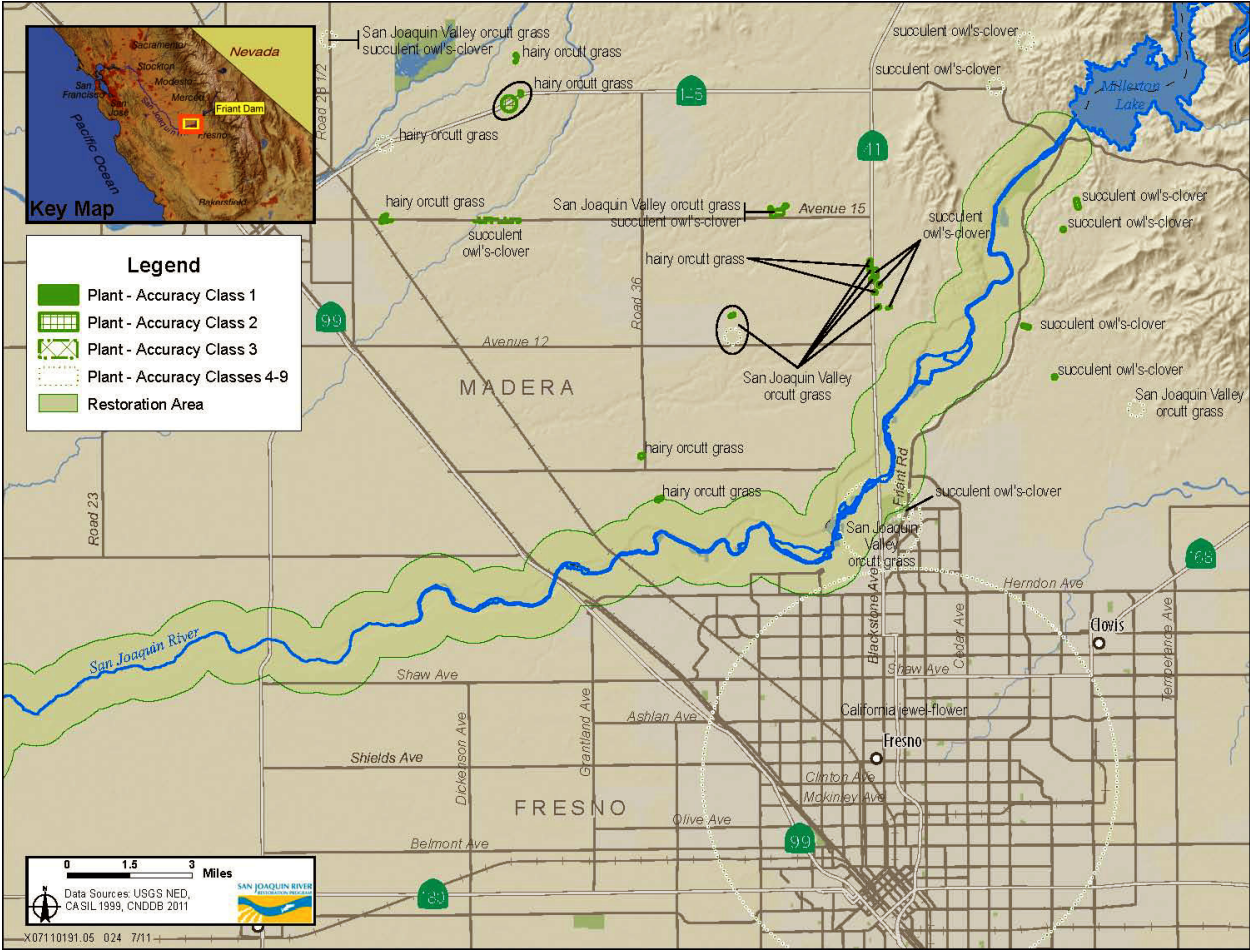 San Joaquin Valley orcutt grass
succulent owl's-clover
hairy orcutt grass
succulent owl's-clover
Sacramento
Nevada
Stockton
Modesto
San
Francisco
San
Jose
Merced
San Joaquin
Friant Dam
Fresno
Pacific Ocean
Bakersfield
Key Map
Road 28 1/2
hairy orcutt grass
succulent owl's-clover
145
Millerton
Lake
hairy orcutt grass
41
hairy orcutt grass
succulent
owl's-clover
San Joaquin Valley orcutt grass
succulent owl's-clover
Avenue 15
succulent
owl's-clover
succulent owl's-clover
succulent owl's-clover
hairy orcutt grass
Legend
Plant - Accuracy Class 1
Plant - Accuracy Class 2
Plant - Accuracy Class 3
Plant - Accuracy Classes 4-9
Restoration Area
99
Road 36
Avenue 12
succulent owl's-clover
MADERA
San Joaquin Valley
orcutt grass
succulent owl's-clover
San Joaquin Valley
orcutt grass
hairy orcutt grass
Road 23
hairy orcutt grass
Friant Rd
succulent owl's-clover
San Joaquin
Valley
orcutt grass
168
Herndon Ave
Blackstone Ave
Cedar Ave
Clovis
Temperance Ave
San Joaquin River
Shaw Ave
Shaw Ave
Ashlan Ave
California jewel-flower
Grantland Ave
Dickenson Ave
Shields Ave
Fresno
Clinton Ave
Mckinley Ave
FRESNO
Olive Ave
99
Belmont Ave
180
0 1.5 3
Miles
N
Data Sources: USGS NED,
CASIL 1999, CNDDB 2011
SAN JOAQUIN RIVER
RESTORATION PROGRAM
X07110191.05 024 7/11